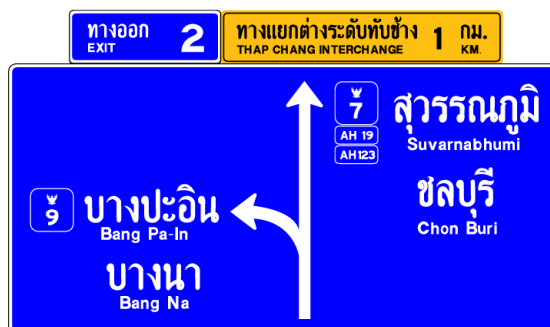 ทางออก
EXIT
2
ทางแยกต่างระดับทับช้าง
THAP CHANG INTERCHANGE
1
กม.
KM.
7
AH 19
AH123
สุวรรณภูมิ
Suvarnabhumi
ชลบุรี
Chon Buri
9
บางปะอิน
Bang Pa-In
บางนา
Bang Na